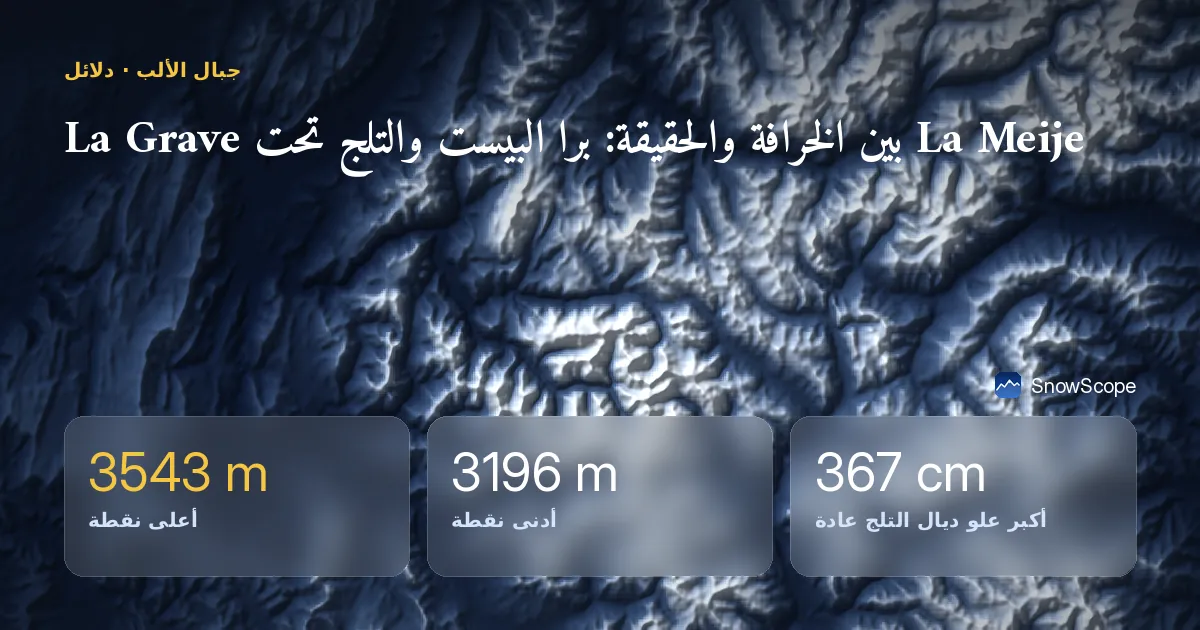 جبال الألب · دلائل
La Grave بين الخرافة والحقيقة: برا البيست والتلج تحت La Meije
SnowScope
3543 m
أعلى نقطة
3196 m
أدنى نقطة
367 cm
أكبر علو ديال التلج عادة